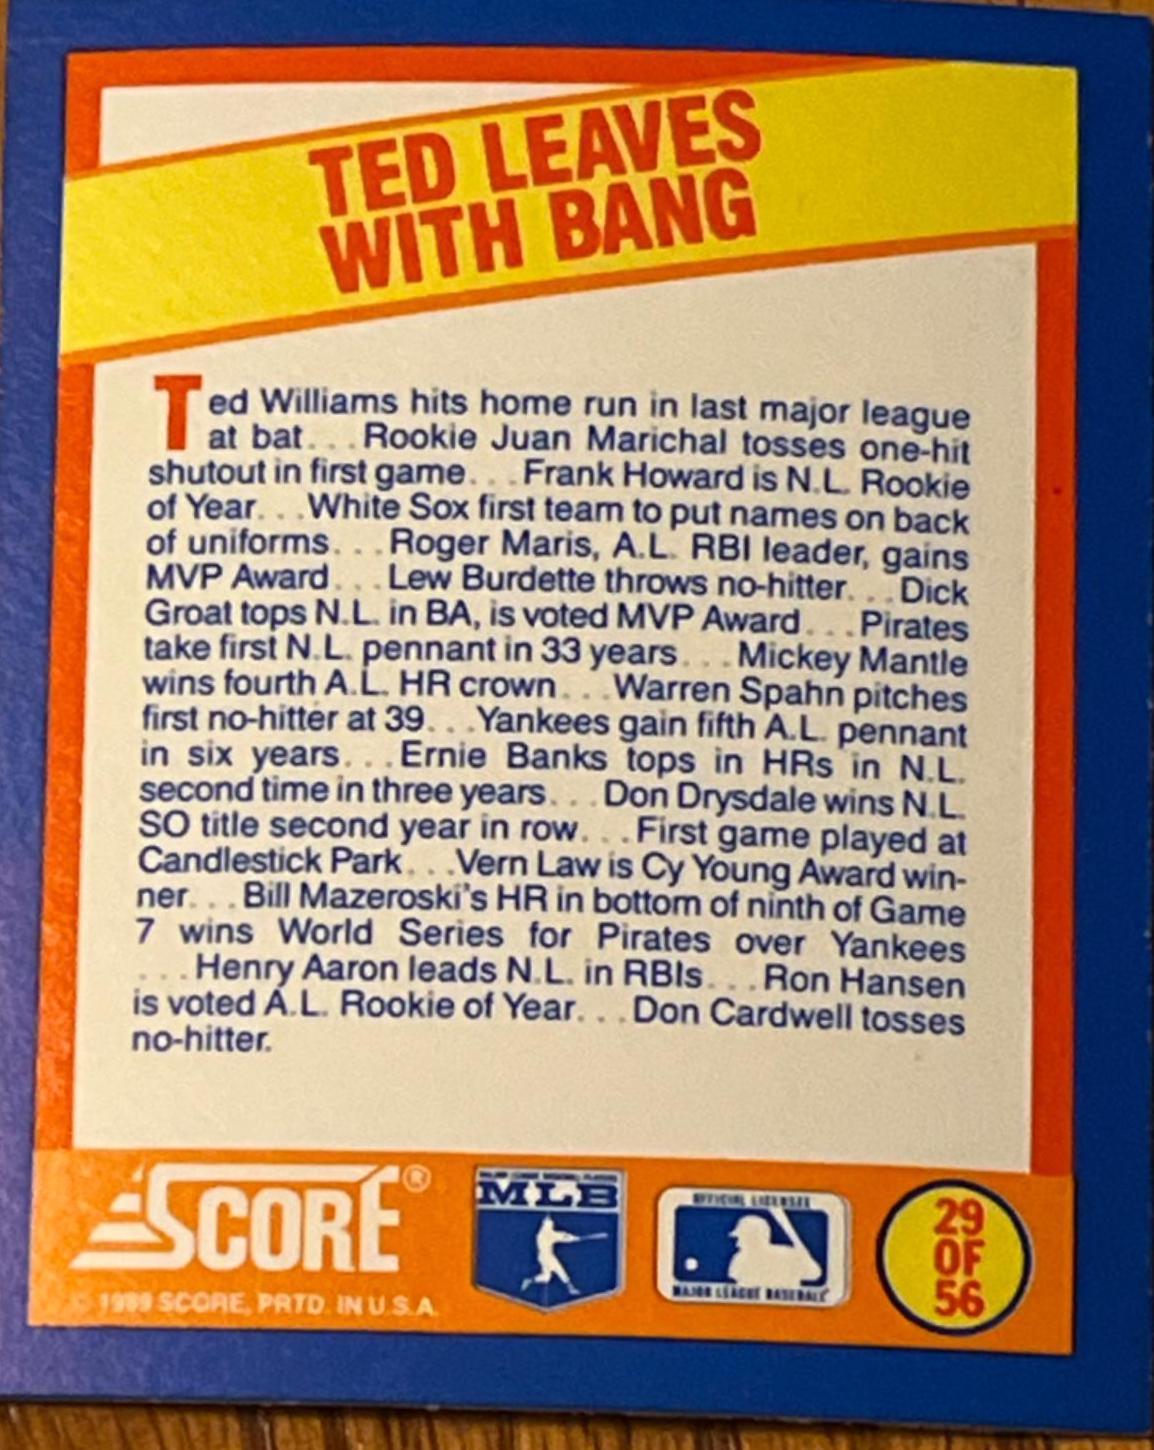 TED LEAVES
WITH BANG
Ted Williams hits home run in last major league
at bat. . .Rookie Juan Marichal tosses one-hit
shutout in first game. . .Frank Howard is N.L. Rookie
of Year. . .White Sox first team to put names on back
of uniforms. . .Roger Maris, A.L. RBI leader, gains
MVP Award. . .Lew Burdette throws no-hitter. . .Dick
Groat tops N.L. in BA, is voted MVP Award. . .Pirates
take first N.L. pennant in 33 years. . .Mickey Mantle
wins fourth A.L. HR crown. . .Warren Spahn pitches
first no-hitter at 39. . .Yankees gain fifth A.L. pennant
in six years. . .Ernie Banks tops in HRs in N.L.
second time in three years. . .Don Drysdale wins N.L.
SO title second year in row. . .First game played at
Candlestick Park. . .Vern Law is Cy Young Award win-
ner. . .Bill Mazeroski's HR in bottom of ninth of Game
7 wins World Series for Pirates over Yankees
. . .Henry Aaron leads N.L. in RBIs. . .Ron Hansen
is voted A.L. Rookie of Year. . .Don Cardwell tosses
no-hitter.
SCORE®
© 1989 SCORE, PRTD. IN U.S.A.
MLB
OFFICIAL LICENSEE
MAJOR LEAGUE BASEBALL
29
OF
56